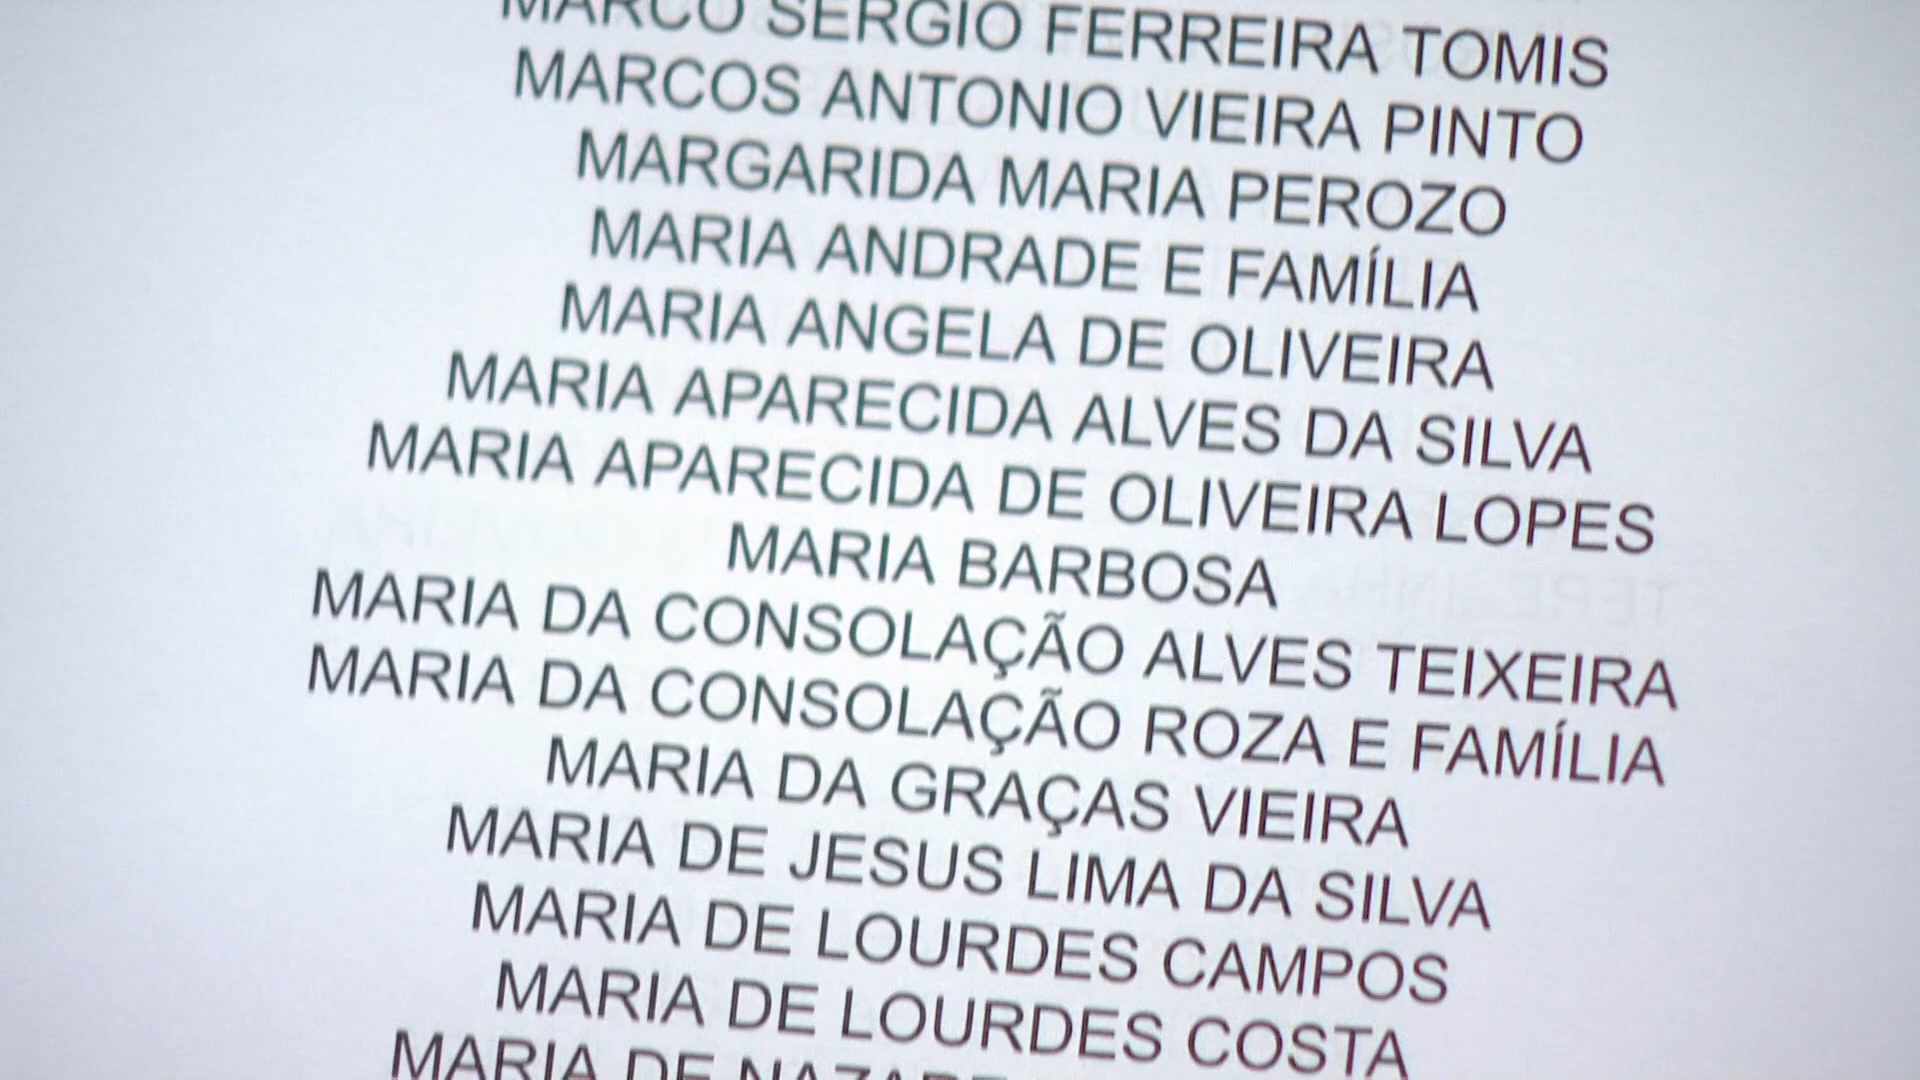 MARCO SERGIO FERREIRA TOMIS
MARCOS ANTONIO VIEIRA PINTO
MARGARIDA MARIA PEROZO
MARIA ANDRADE E FAMÍLIA
MARIA ANGELA DE OLIVEIRA
MARIA APARECIDA ALVES DA SILVA
MARIA APARECIDA DE OLIVEIRA LOPES
MARIA BARBOSA
MARIA DA CONSOLAÇÃO ALVES TEIXEIRA
MARIA DA CONSOLAÇÃO ROZA E FAMÍLIA
MARIA DA GRAÇAS VIEIRA
MARIA DE JESUS LIMA DA SILVA
MARIA DE LOURDES CAMPOS
MARIA DE LOURDES COSTA
MARIA DE